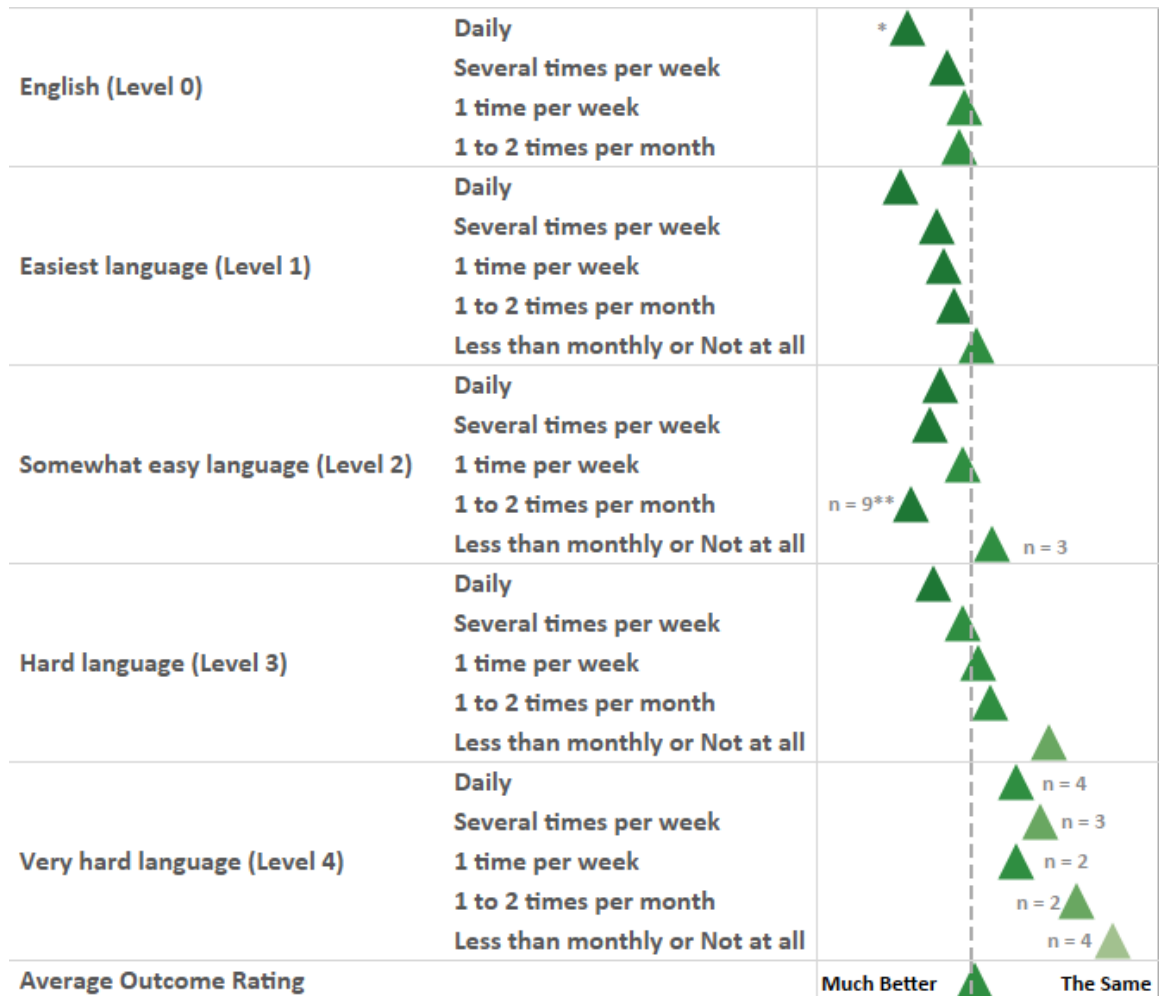 Daily
*
Several times per week
English (Level 0)
1 time per week
1 to 2 times per month
Daily
Several times per week
Easiest language (Level 1)
1 time per week
1 to 2 times per month
Less than monthly or Not at all
Daily
Several times per week
Somewhat easy language (Level 2)
1 time per week
1 to 2 times per month
n = 9**
Less than monthly or Not at all
n = 3
Daily
Several times per week
Hard language (Level 3)
1 time per week
1 to 2 times per month
Less than monthly or Not at all
Daily
n = 4
Several times per week
n = 3
Very hard language (Level 4)
1 time per week
n = 2
1 to 2 times per month
n = 2
Less than monthly or Not at all
n = 4
Average Outcome Rating
Much Better
The Same